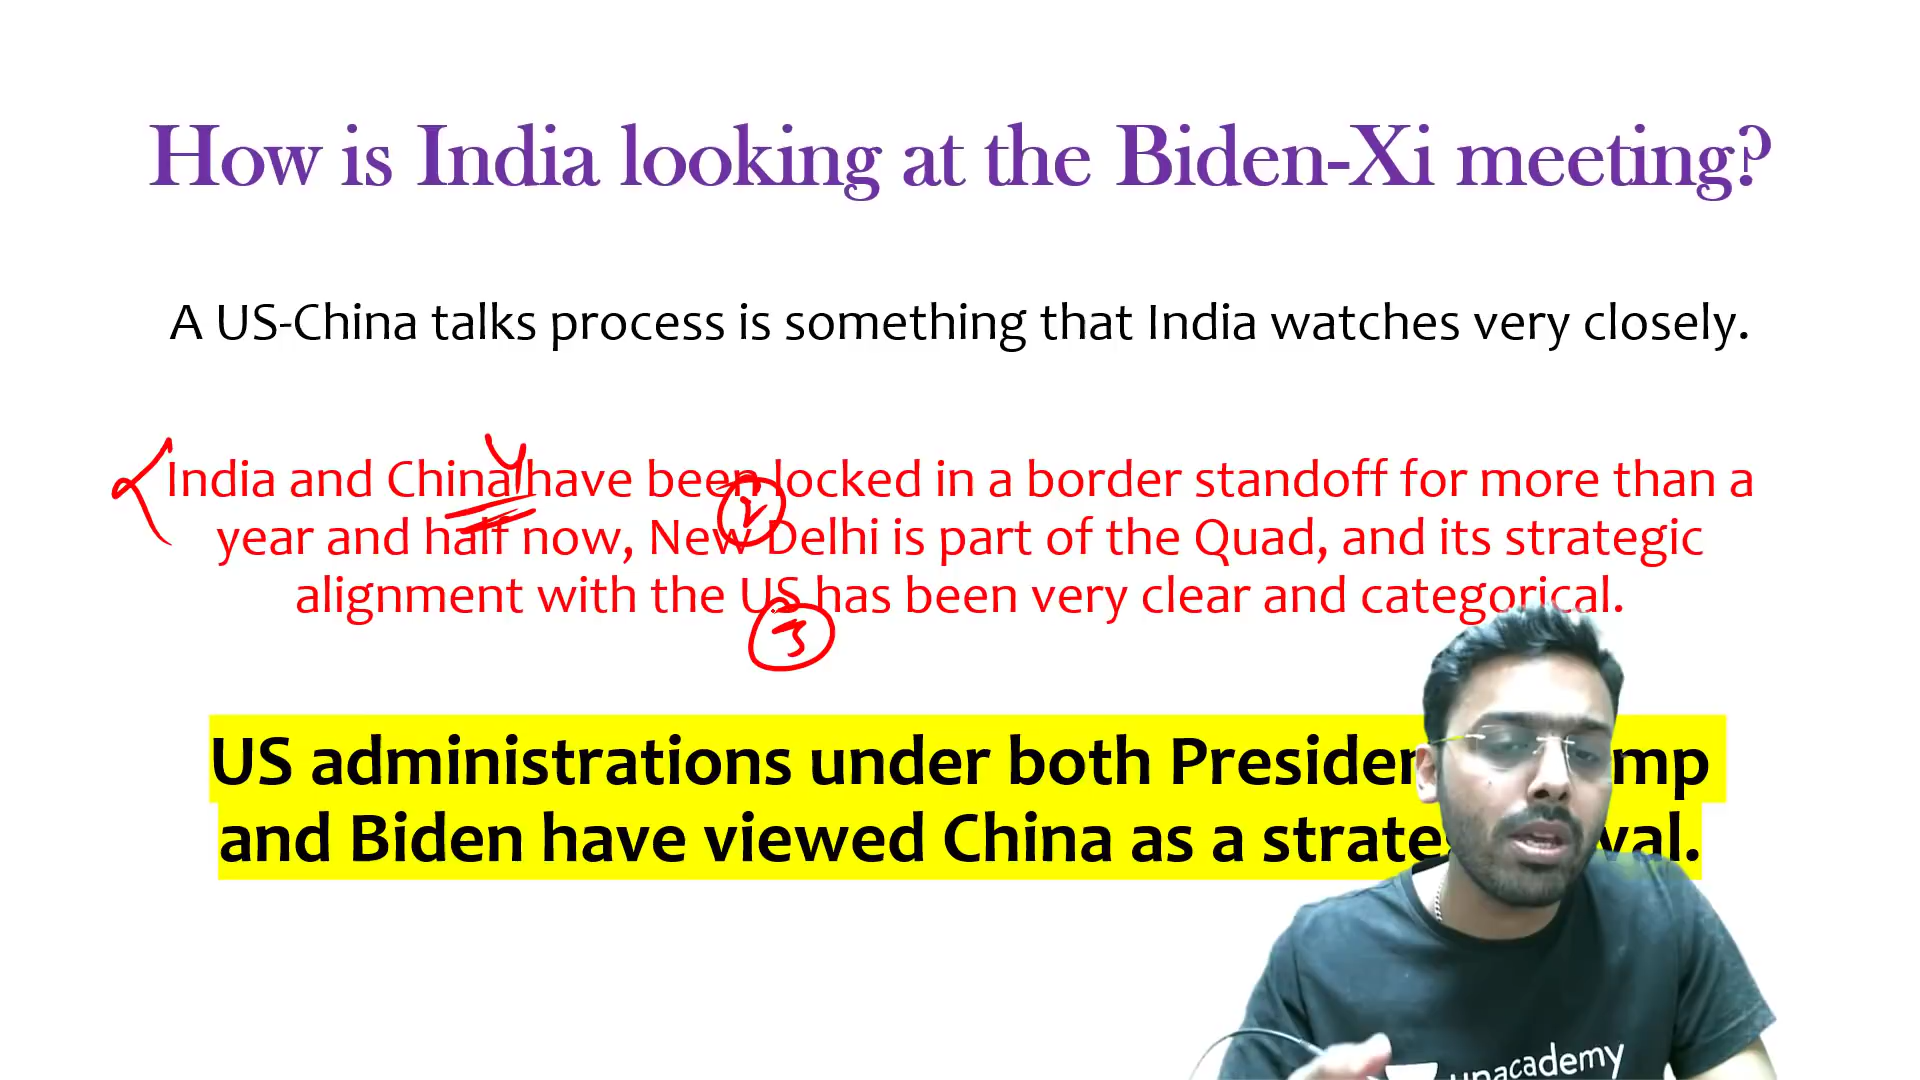 How is India looking at the Biden-Xi meeting?
A US-China talks process is something that India watches very closely.
India and China have been locked in a border standoff for more than a
year and half now, New Delhi is part of the Quad, and its strategic
2
alignment with the US has been very clear and categorical.
3
US administrations under both mp
and Biden have viewed China as a val.
unacademy